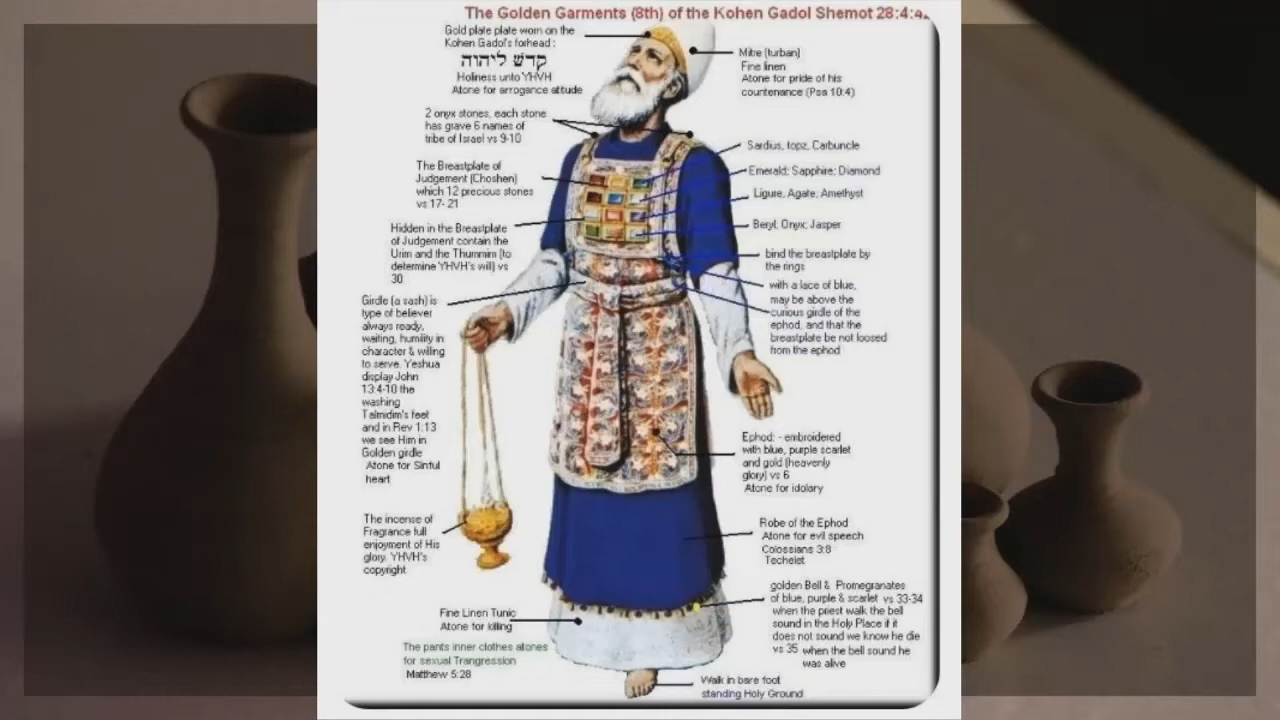 The Golden Garments (8th) of the Kohen Gadol Shemot 28:4:4
Gold plate plate worn on the
Kohen Gadol's forhead :
קדש ליהוה
Holiness unto YHVH
Atone for arrogance attitude
Mitre (turban)
Fine linen
Atone for pride of his
countenance (Psa 10:4)
2 onyx stones, each stone
has grave 6 names of
tribe of Israel vs 9-10
The Breastplate of
Judgement (Choshen)
which 12 precious stones
vs 17- 21
Hidden in the Breastplate
of Judgement contain the
Urim and the Thummim (to
determine YHVH's will) vs
30
Girdle (a sash) is
type of believer
always ready,
waiting, humility in
character & willing
to serve. Yeshua
display John
13:4-10 the
washing
Talmidim's feet
and in Rev 1:13
we see Him in
Golden girdle
Atone for Sinful
heart
The incense of
Fragrance full
enjoyment of His
glory. YHVH's
copyright.
Fine Linen Tunic
Atone for killing
The pants inner clothes atones
for sexual Trangression
Matthew 5:28
Sardius, topz, Carbuncle
Emerald; Sapphire; Diamond
Ligure, Agate; Amethyst
Beryl; Onyx; Jasper
bind the breastplate by
the rings
with a lace of blue,
may be above the
curious girdle of the
ephod, and that the
breastplate be not loosed
from the ephod
Ephod: - embroidered
with blue, purple scarlet
and gold (heavenly
glory) vs 6
Atone for idolary
Robe of the Ephod
Atone for evil speech
Colossians 3:8
Techelet
golden Bell & Promegranates
of blue, purple & scarlet vs 33-34
when the priest walk the bell
sound in the Holy Place if it
does not sound we know he die
vs 35 when the bell sound he
was alive
Walk in bare foot
standing Holy Ground